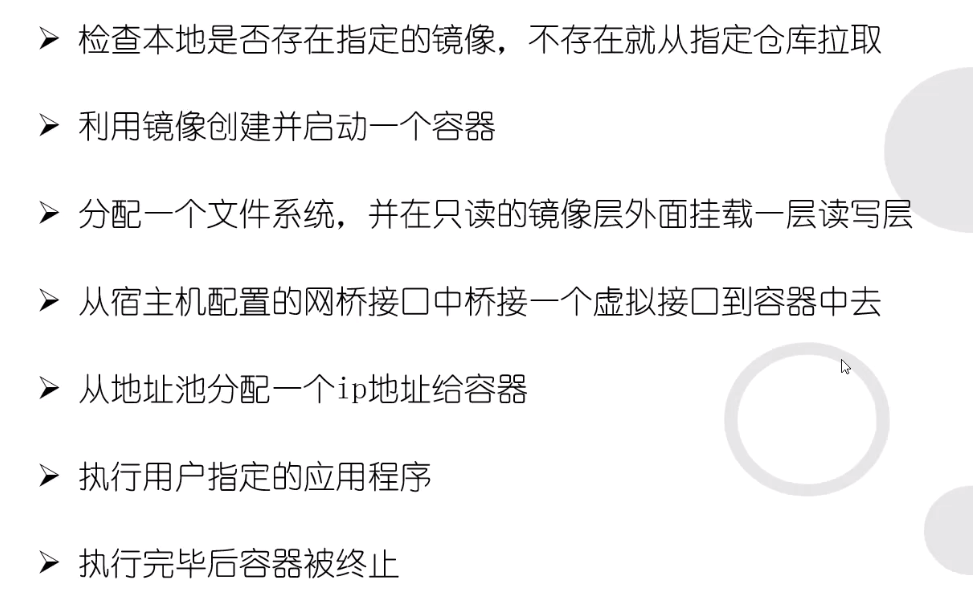 检查本地是否存在指定的镜像，不存在就从指定仓库拉取
利用镜像创建并启动一个容器
分配一个文件系统，并在只读的镜像层外面挂载一层读写层
从宿主机配置的网桥接口中桥接一个虚拟接口到容器中去
从地址池分配一个ip地址给容器
执行用户指定的应用程序
执行完毕后容器被终止